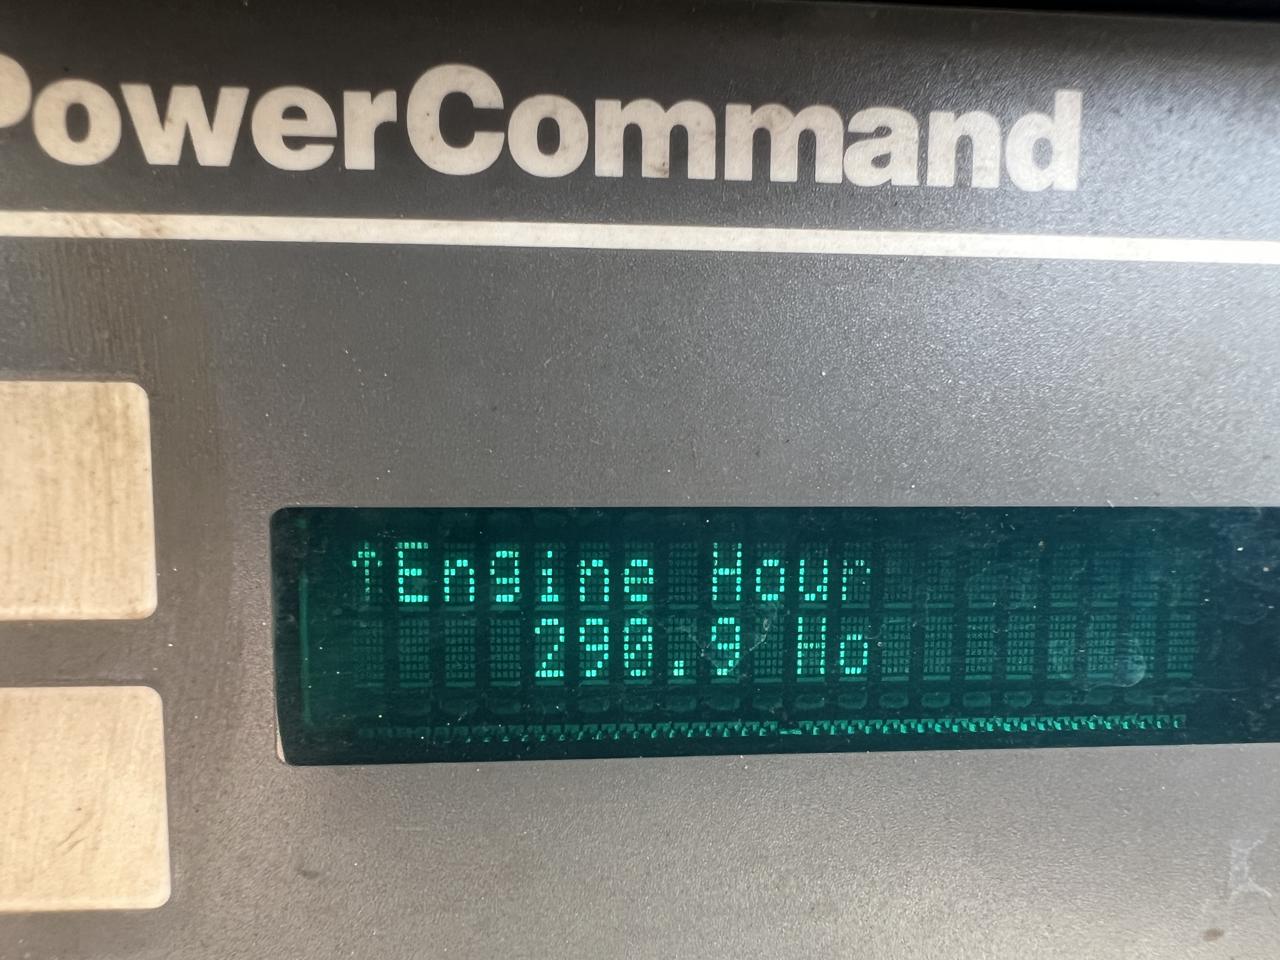 PowerCommand
↑Engine Hour
290.9 Ho